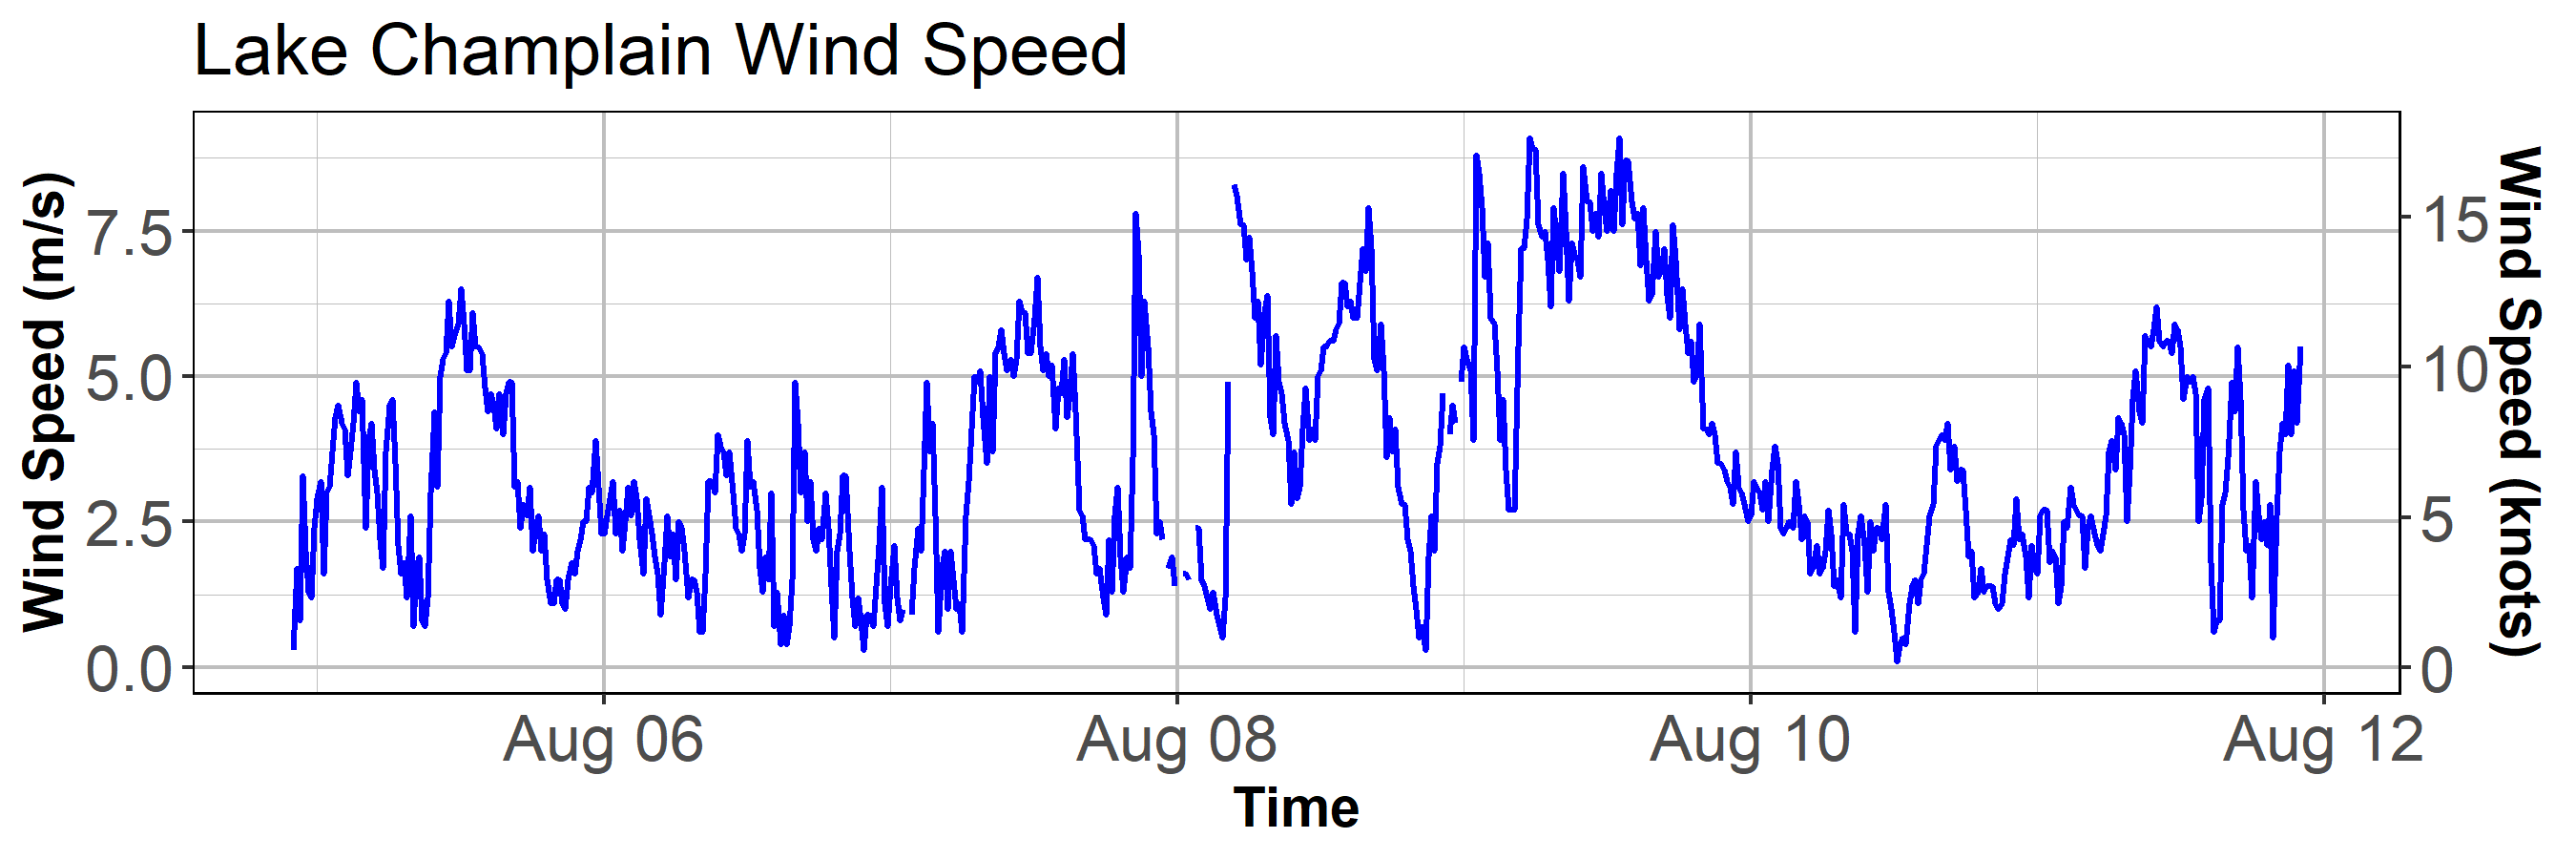 Lake Champlain Wind Speed
Wind Speed (m/s)
7.5
5.0
2.5
0.0
15
10
5
0
Wind Speed (knots)
Aug 06
Aug 08
Aug 10
Aug 12
Time